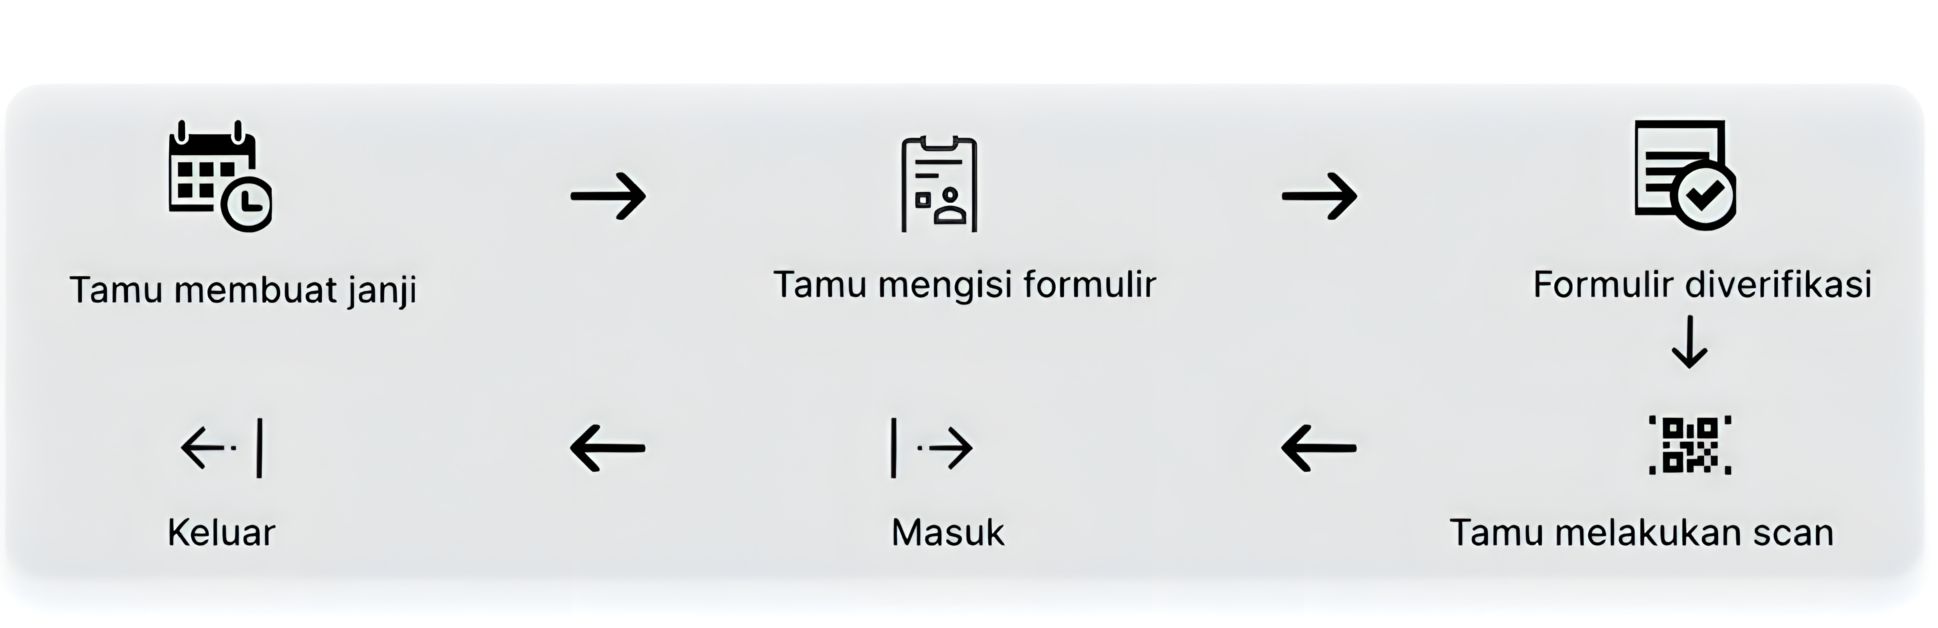 Tamu membuat janji
Tamu mengisi formulir
Formulir diverifikasi
Tamu melakukan scan
Masuk
Keluar